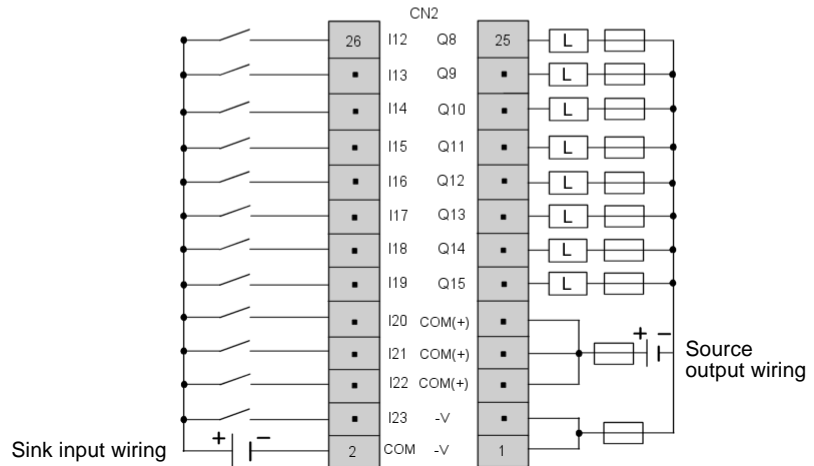 CN2
26 I12 Q8 25 L
I13 Q9 L
I14 Q10 L
I15 Q11 L
I16 Q12 L
I17 Q13 L
I18 Q14 L
I19 Q15 L
I20 COM(+)
I21 COM(+) + − Source
output wiring
I22 COM(+)
I23 -V
Sink input wiring + − 2 COM -V 1